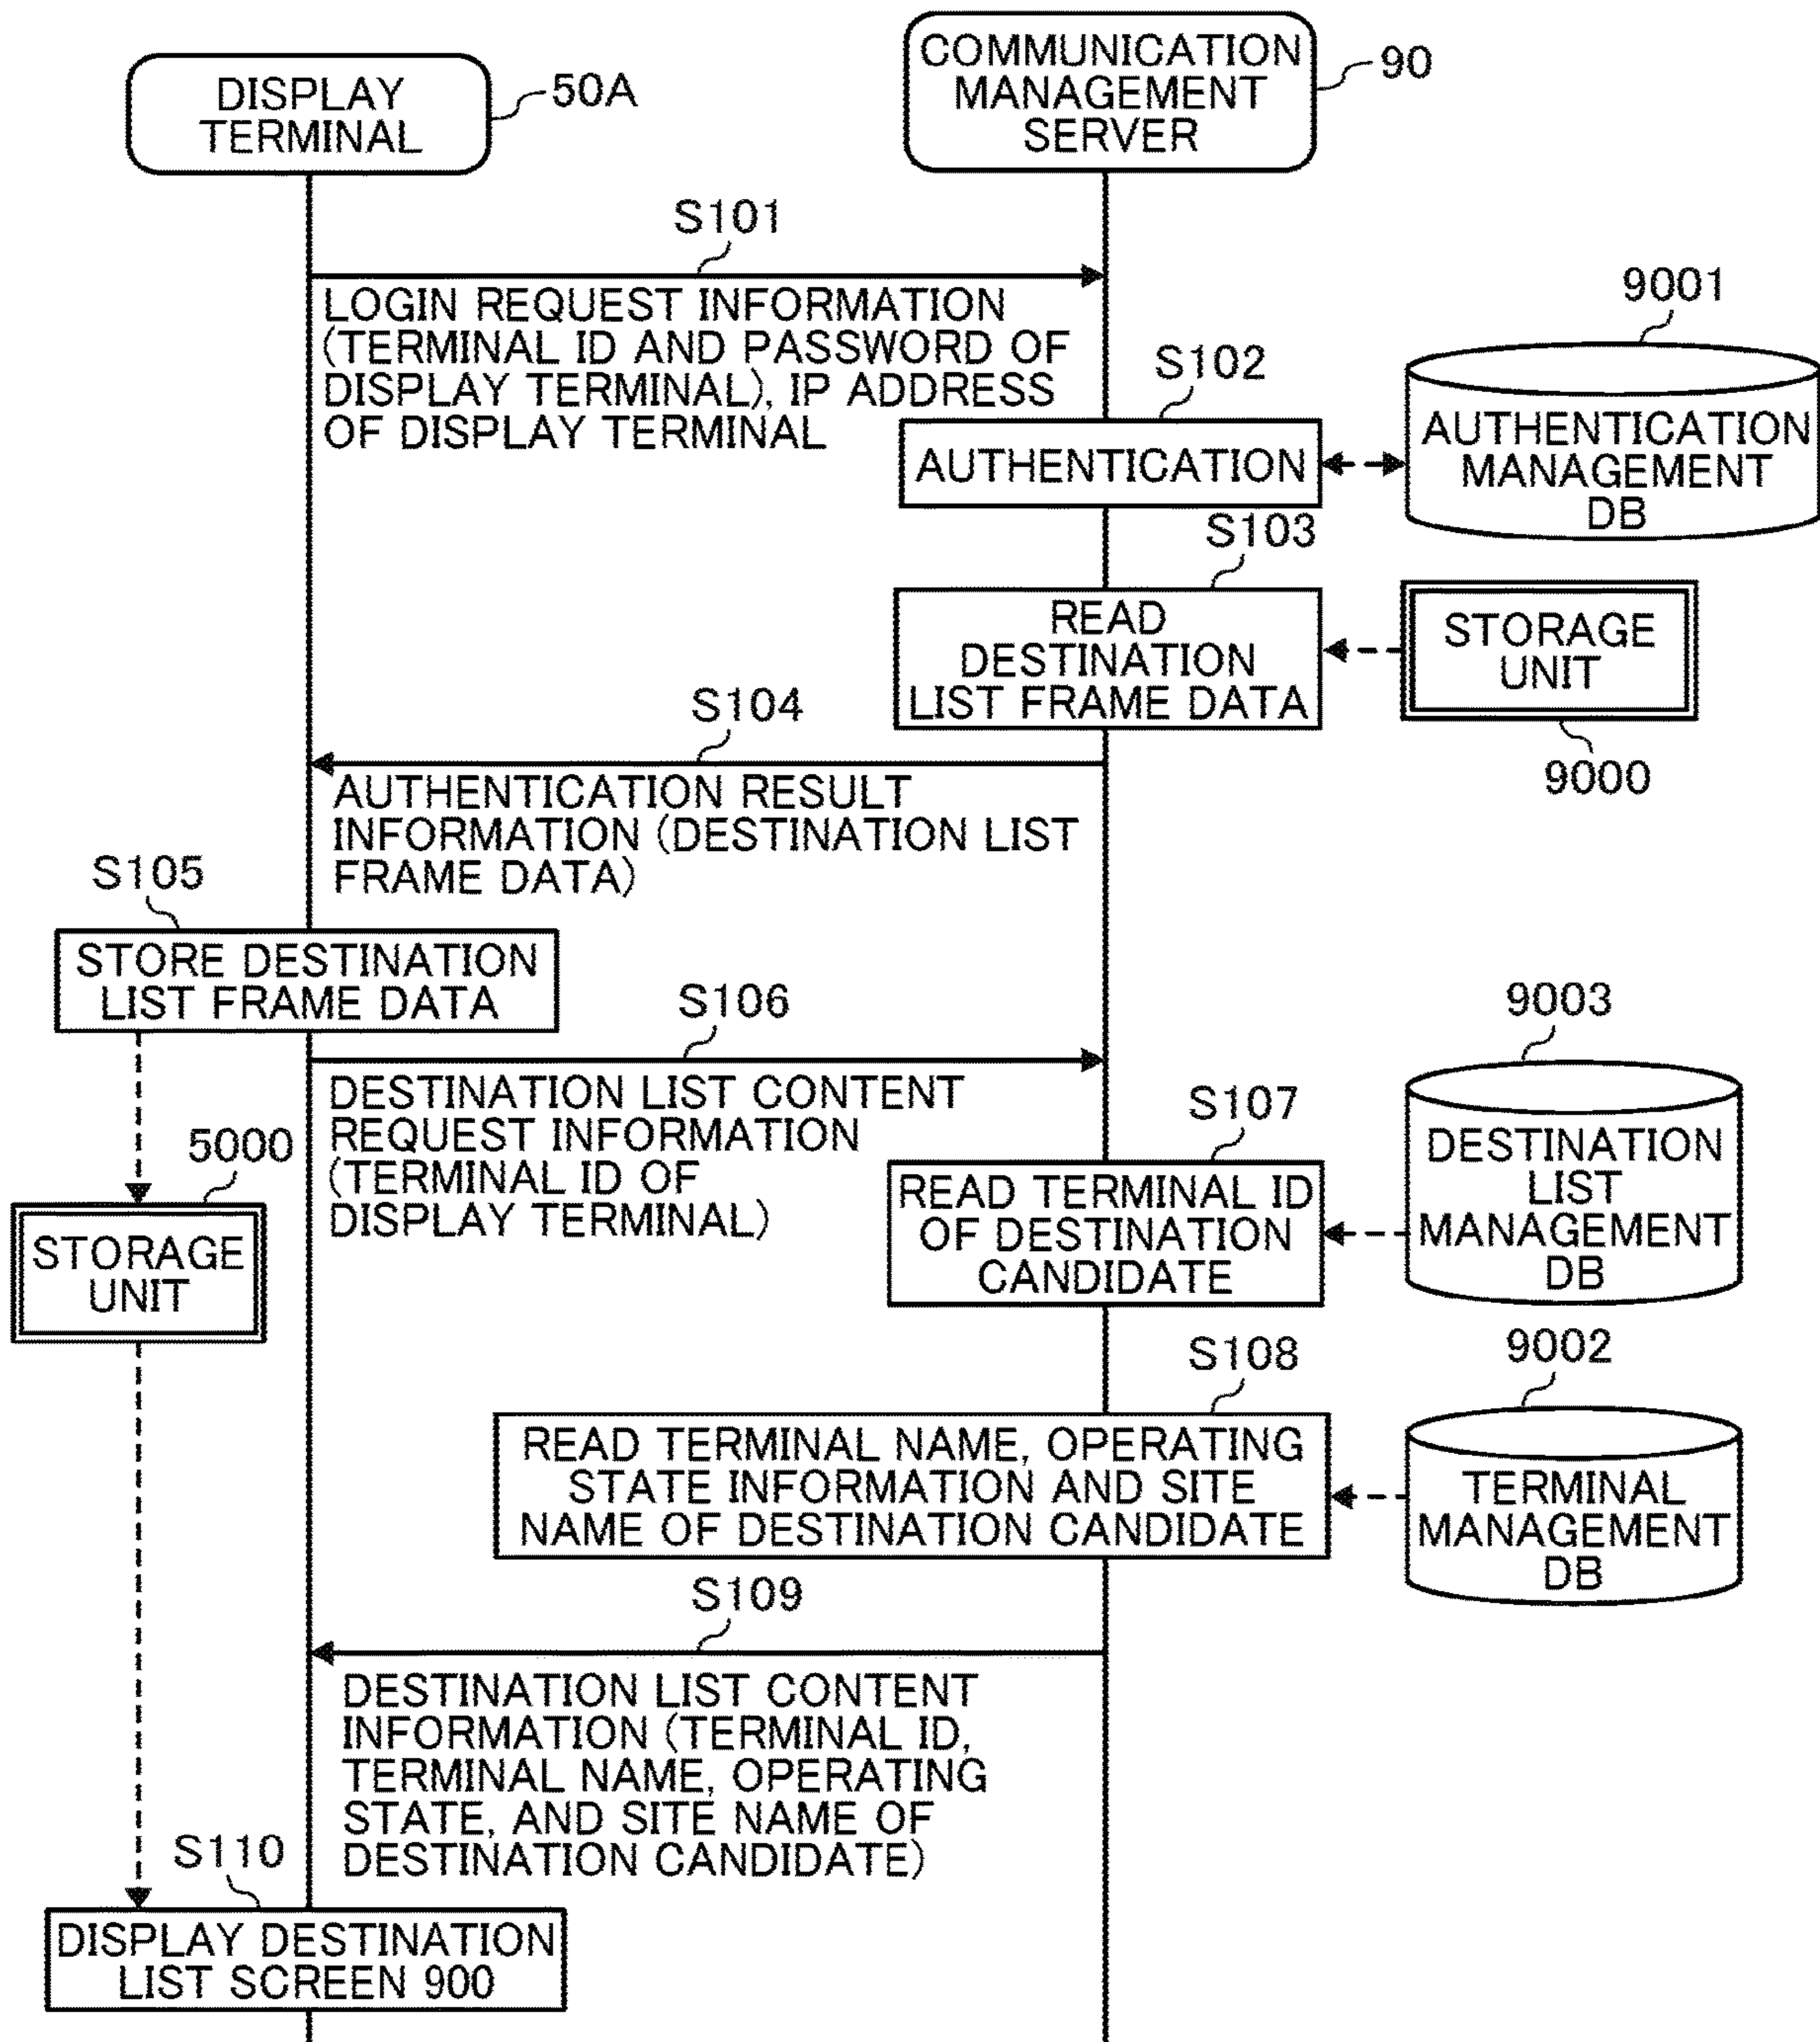 DISPLAY
TERMINAL
50A
COMMUNICATION
MANAGEMENT
SERVER
90
S101
LOGIN REQUEST INFORMATION
(TERMINAL ID AND PASSWORD OF
DISPLAY TERMINAL), IP ADDRESS
OF DISPLAY TERMINAL
S102
AUTHENTICATION
9001
AUTHENTICATION
MANAGEMENT
DB
S103
READ
DESTINATION
LIST FRAME DATA
STORAGE
UNIT
9000
S104
AUTHENTICATION RESULT
INFORMATION (DESTINATION LIST
FRAME DATA)
S105
STORE DESTINATION
LIST FRAME DATA
S106
DESTINATION LIST CONTENT
REQUEST INFORMATION
(TERMINAL ID OF
DISPLAY TERMINAL)
5000
STORAGE
UNIT
S107
READ TERMINAL ID
OF DESTINATION
CANDIDATE
9003
DESTINATION
LIST
MANAGEMENT
DB
S108
READ TERMINAL NAME, OPERATING
STATE INFORMATION AND SITE
NAME OF DESTINATION CANDIDATE
9002
TERMINAL
MANAGEMENT
DB
S109
DESTINATION LIST CONTENT
INFORMATION (TERMINAL ID,
TERMINAL NAME, OPERATING
STATE, AND SITE NAME OF
DESTINATION CANDIDATE)
S110
DISPLAY DESTINATION
LIST SCREEN 900